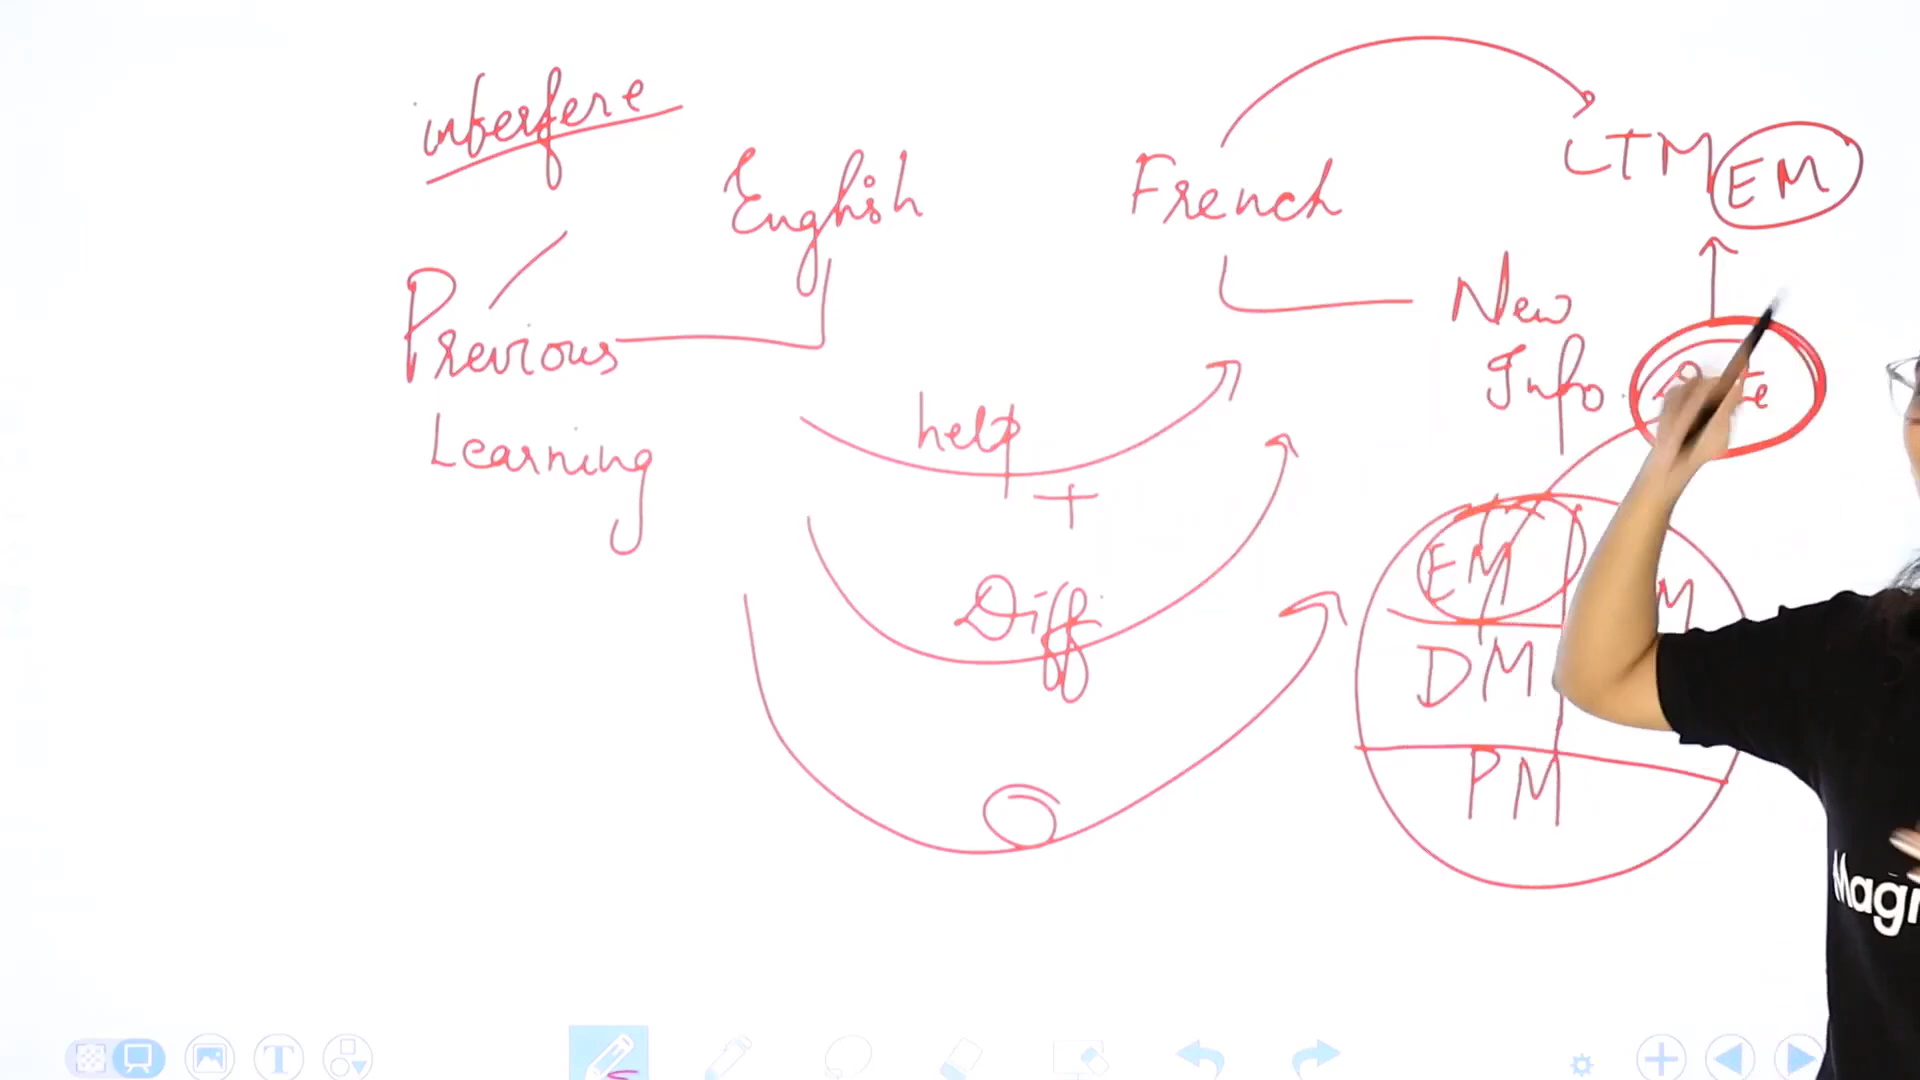 interfere
English
French
LTM
EM
Previous
Learning
New
Info
help
+
Diff
EM
DM
PM
T